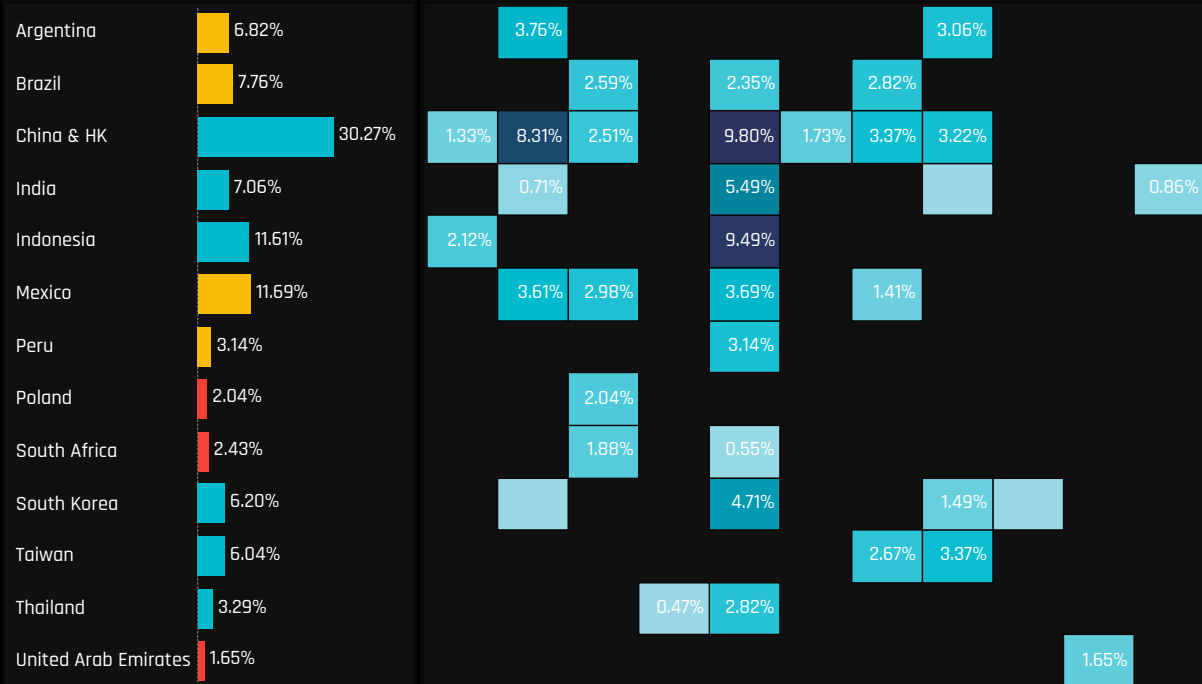 Argentina 6.82% 3.76% 3.06%
Brazil 7.76% 2.59% 2.35% 2.82%
China & HK 30.27% 1.33% 8.31% 2.51% 9.80% 1.73% 3.37% 3.22%
India 7.06% 0.71% 5.49% 0.86%
Indonesia 11.61% 2.12% 9.49%
Mexico 11.69% 3.61% 2.98% 3.69% 1.41%
Peru 3.14% 3.14%
Poland 2.04% 2.04%
South Africa 2.43% 1.88% 0.55%
South Korea 6.20% 4.71% 1.49%
Taiwan 6.04% 2.67% 3.37%
Thailand 3.29% 0.47% 2.82%
United Arab Emirates 1.65% 1.65%